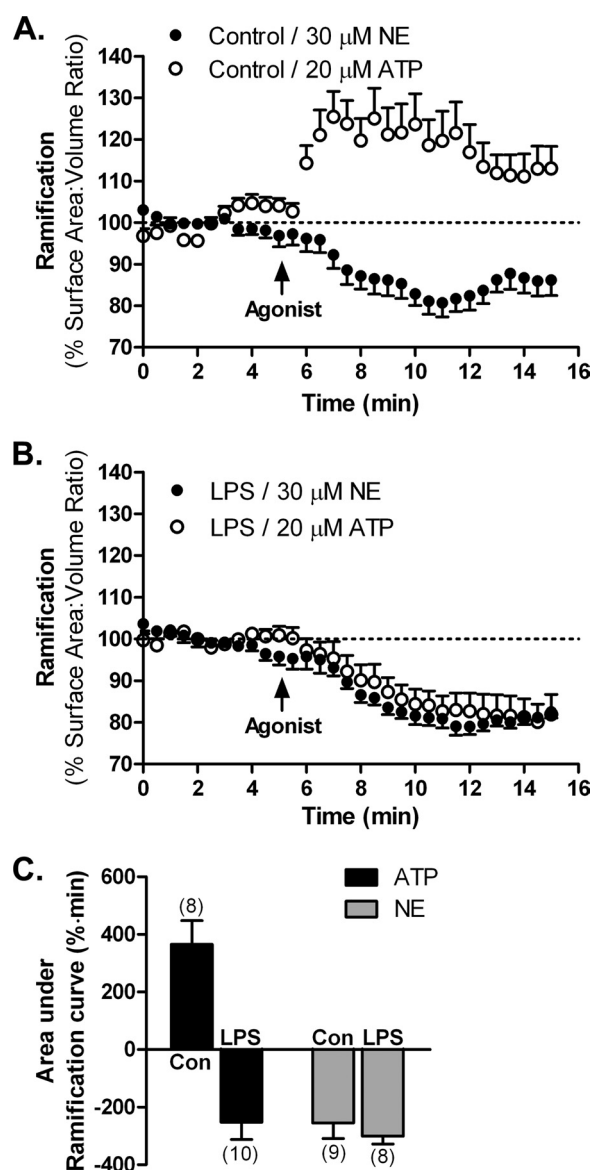 A.
Control / 30 μM NE
Control / 20 μM ATP
Ramification
(% Surface Area:Volume Ratio)
140
130
120
110
100
90
80
70
Agonist
0 2 4 6 8 10 12 14 16
Time (min)
B.
LPS / 30 μM NE
LPS / 20 μM ATP
Ramification
(% Surface Area:Volume Ratio)
140
130
120
110
100
90
80
70
Agonist
0 2 4 6 8 10 12 14 16
Time (min)
C.
Area under
Ramification curve (%·min)
600
400
200
0
-200
-400
ATP
NE
(8)
Con
LPS
(10)
Con
(9)
LPS
(8)